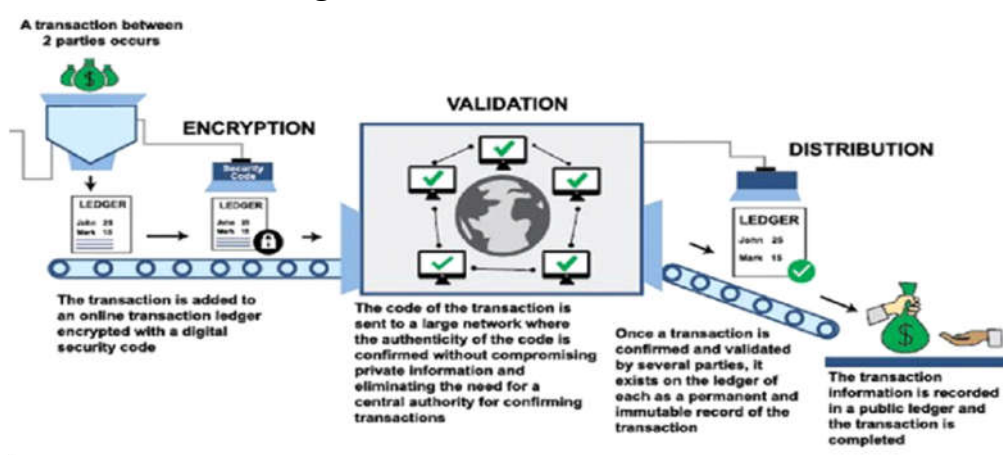 A transaction between
2 parties occurs
ENCRYPTION
Security
Code
LEDGER
John 25
Mark 15
LEDGER
John 25
Mark 15
The transaction is added to
an online transaction ledger
encrypted with a digital
security code
VALIDATION
The code of the transaction is
sent to a large network where
the authenticity of the code is
confirmed without compromising
private information and
eliminating the need for a
central authority for confirming
transactions
DISTRIBUTION
LEDGER
John 25
Mark 15
Once a transaction is
confirmed and validated
by several parties, it
exists on the ledger of
each as a permanent and
immutable record of the
transaction
The transaction
information is recorded
in a public ledger and
the transaction is
completed